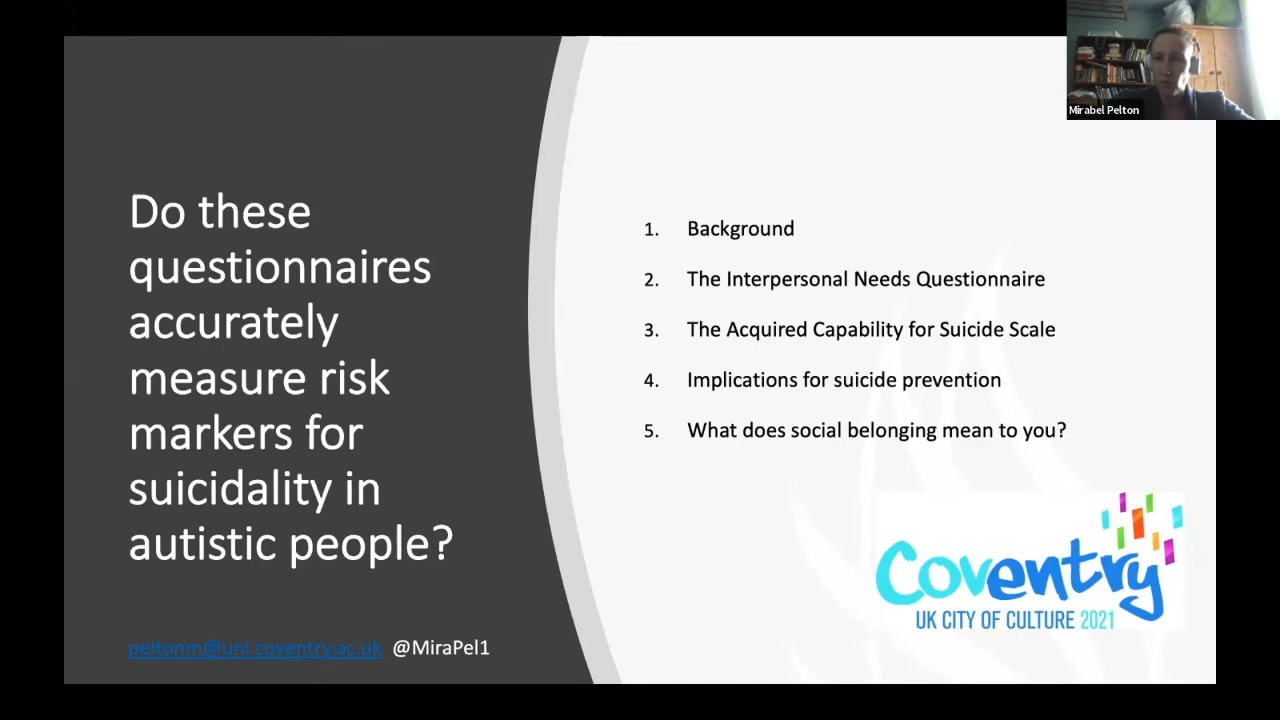 Mirabel Pelton
Do these
questionnaires
accurately
measure risk
markers for
suicidality in
autistic people?
peltonm@uni.coventry.ac.uk @MiraPel1
1. Background
2. The Interpersonal Needs Questionnaire
3. The Acquired Capability for Suicide Scale
4. Implications for suicide prevention
5. What does social belonging mean to you?
Coventry
UK CITY OF CULTURE 2021